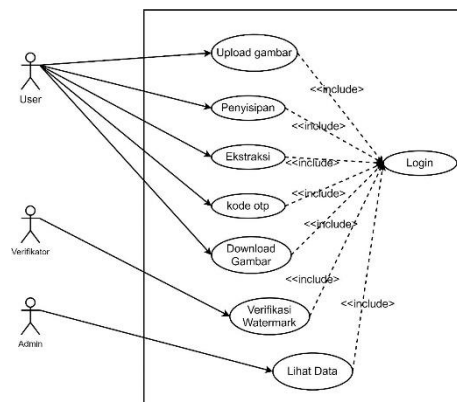 Upload gambar
User
<<include>>
Penyisipan
<<include>>
Ekstraksi
<<include>>
Login
kode otp
<<include>>
<<include>>
Download
Gambar
Verifikator
<<include>>
Verifikasi
Watermark
<<include>>
Admin
Lihat Data